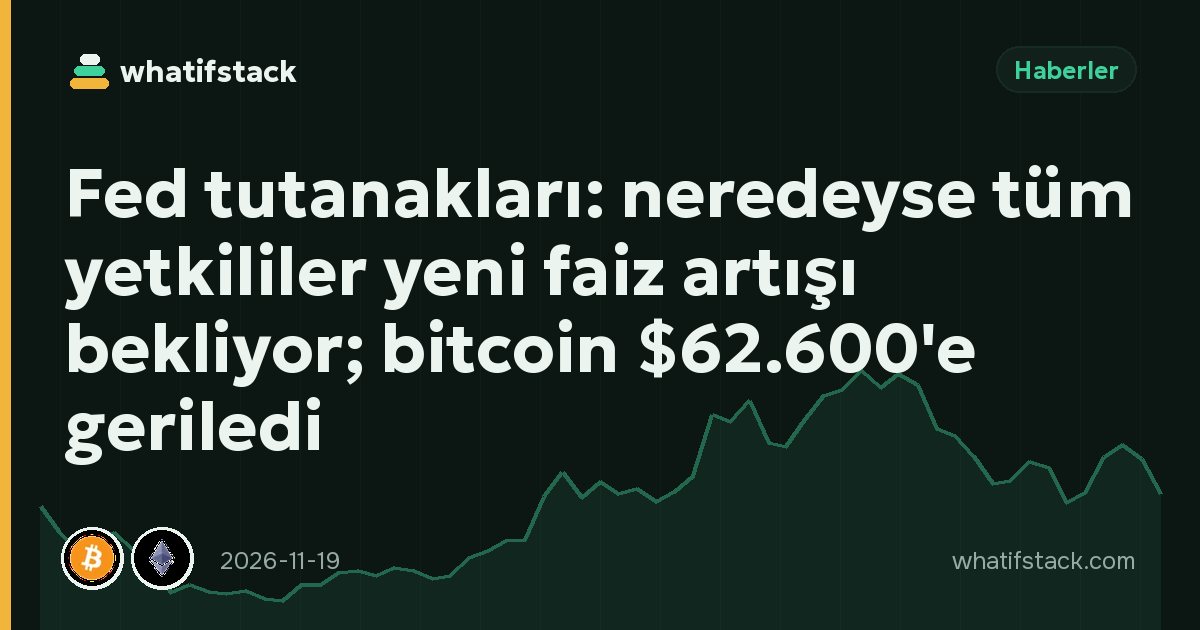 whatifstack
Haberler
Fed tutanakları: neredeyse tüm
yetkililer yeni faiz artışı
bekliyor; bitcoin $62.600'e
geriledi
2026-11-19
whatifstack.com